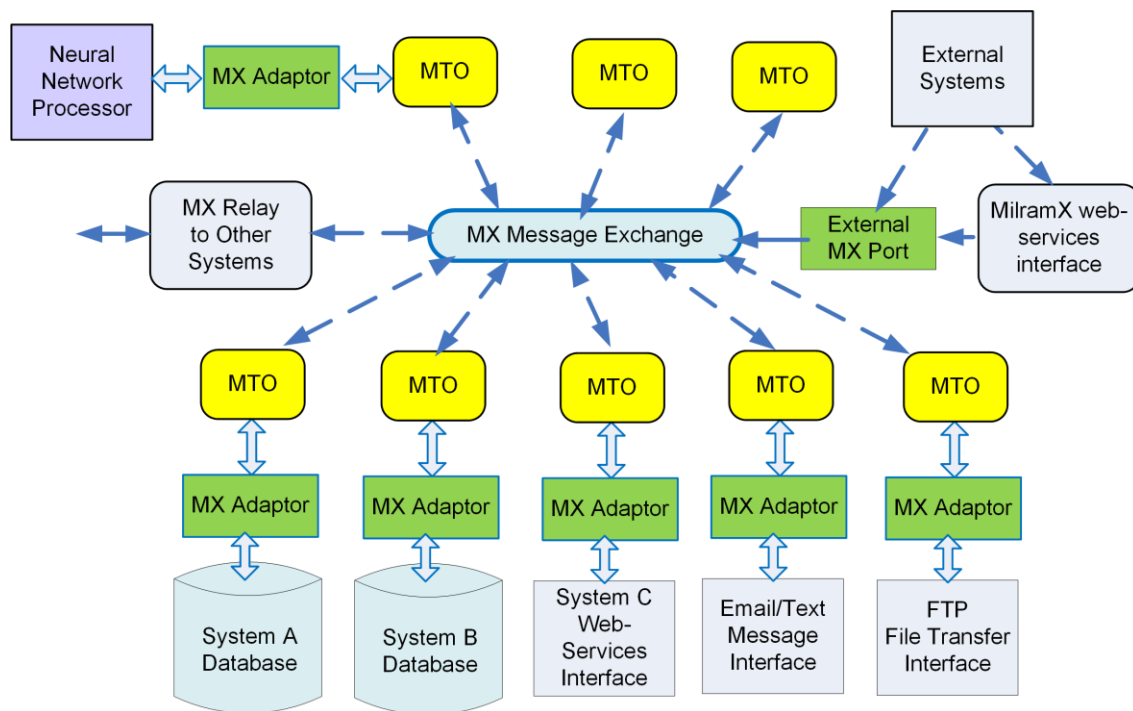 Neural
Network
Processor
MX Adaptor
MTO
MTO
MTO
External
Systems
MX Relay
to Other
Systems
MX Message Exchange
External
MX Port
MilramX web-
services
interface
MTO
MTO
MTO
MTO
MTO
MX Adaptor
MX Adaptor
MX Adaptor
MX Adaptor
MX Adaptor
System A
Database
System B
Database
System C
Web-
Services
Interface
Email/Text
Message
Interface
FTP
File Transfer
Interface